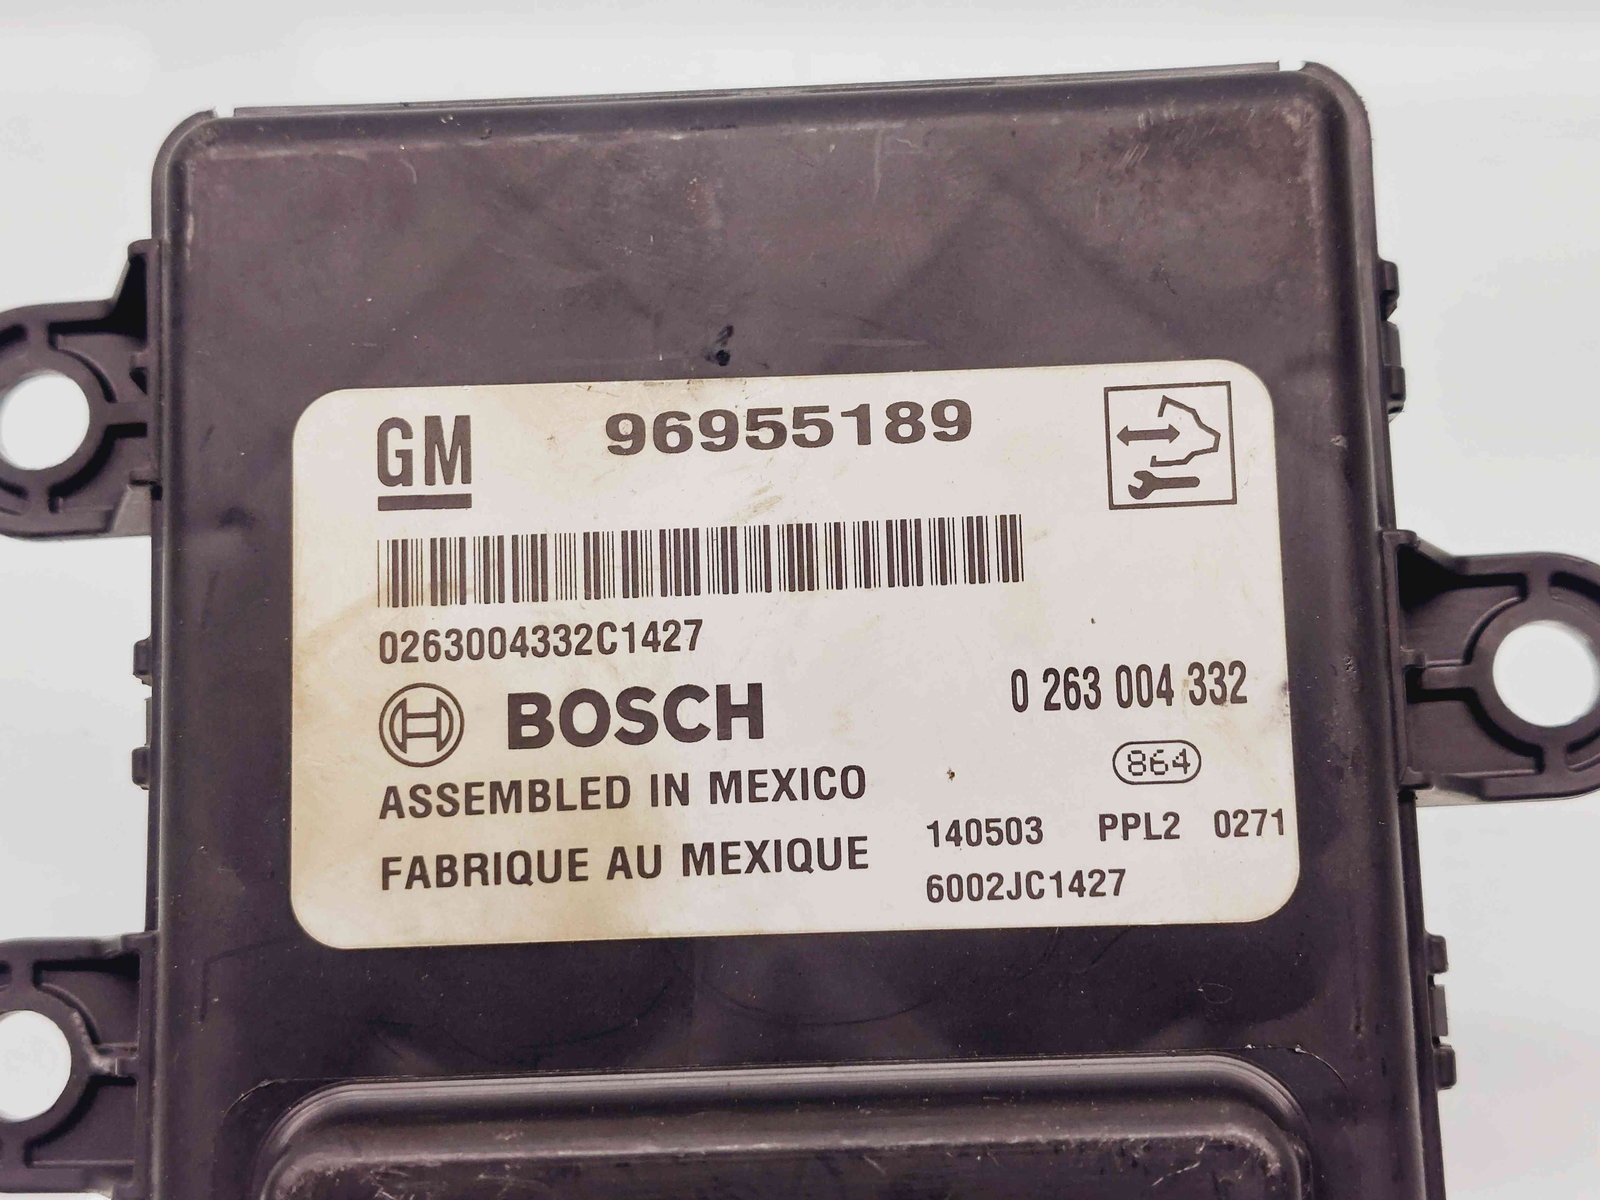 GM 96955189
0263004332C1427
BOSCH 0 263 004 332
864
ASSEMBLED IN MEXICO
140503 PPL2 0271
FABRIQUE AU MEXIQUE
6002JC1427